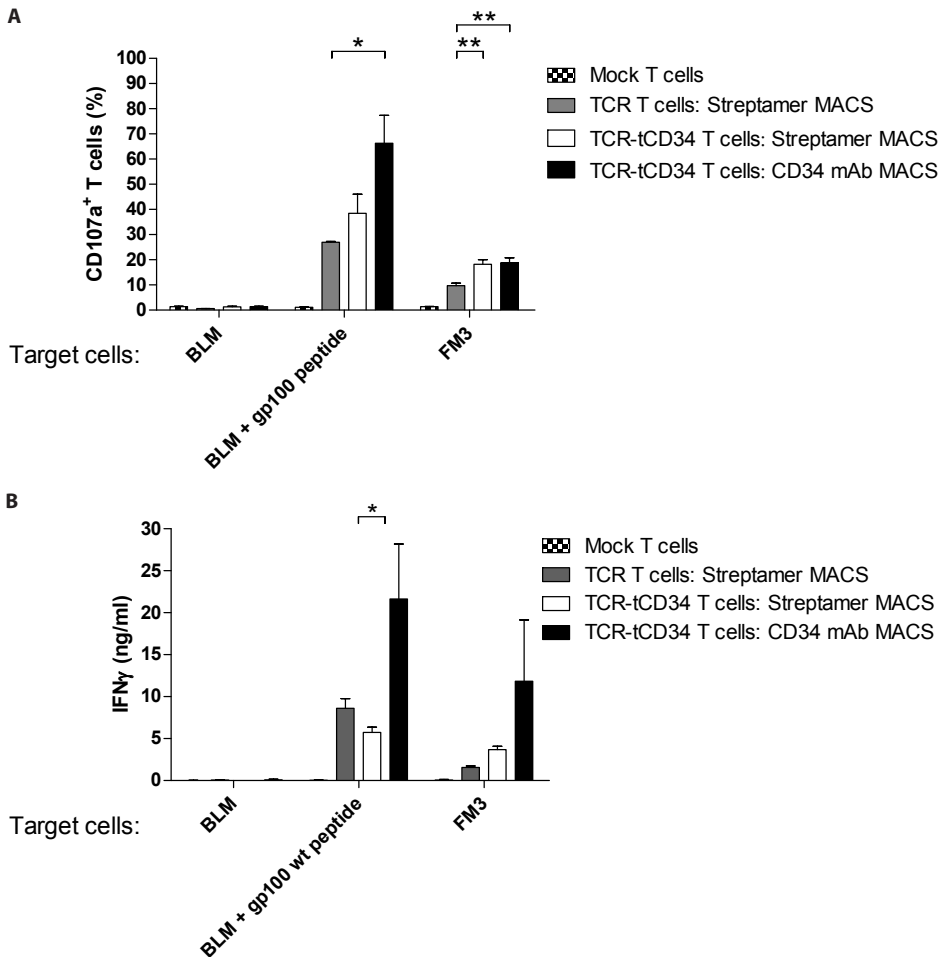 A
* ** **
100
90
80
70
60
50
40
30
20
10
0
CD107a+ T cells (%)
Mock T cells
TCR T cells: Streptamer MACS
TCR-tCD34 T cells: Streptamer MACS
TCR-tCD34 T cells: CD34 mAb MACS
Target cells:
BLM
BLM + gp100 peptide
FM3
B
*
30
25
20
15
10
5
0
IFNγ (ng/ml)
Mock T cells
TCR T cells: Streptamer MACS
TCR-tCD34 T cells: Streptamer MACS
TCR-tCD34 T cells: CD34 mAb MACS
Target cells:
BLM
BLM + gp100 wt peptide
FM3